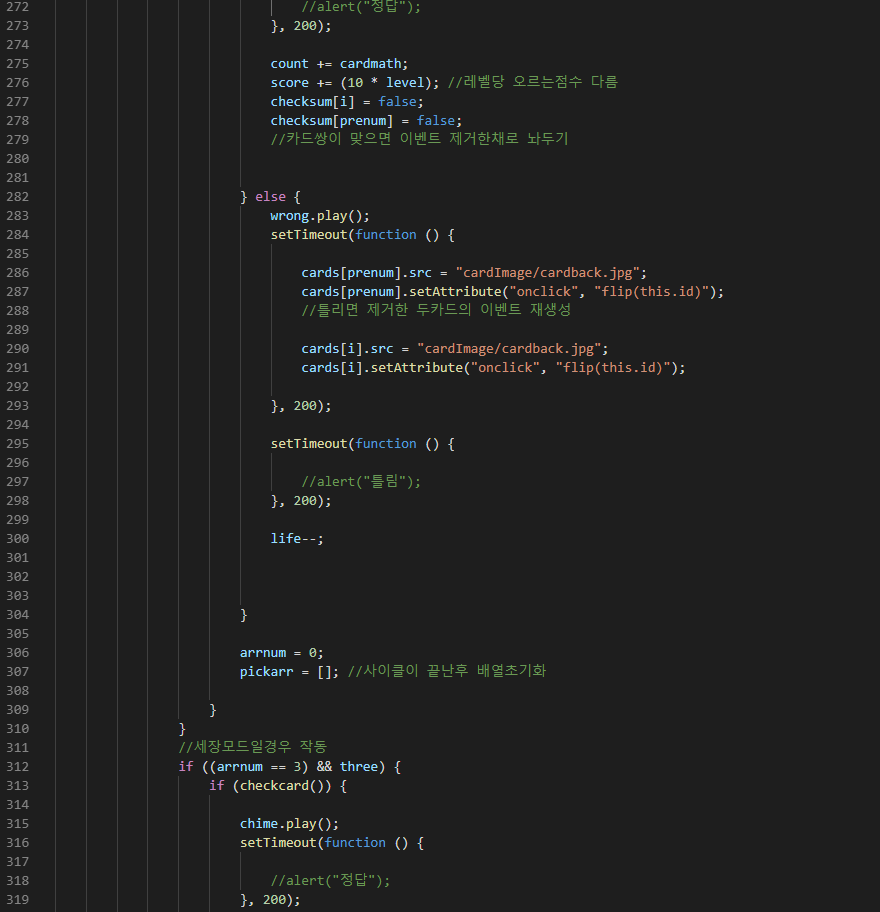 272 //alert("정답");
273 }, 200);
274
275 count += cardmath;
276 score += (10 * level); //레벨당 오르는점수 다름
277 checksum[i] = false;
278 checksum[prenum] = false;
279 //카드쌍이 맞으면 이벤트 제거한채로 놔두기
280
281
282 } else {
283 wrong.play();
284 setTimeout(function () {
285
286 cards[prenum].src = "cardImage/cardback.jpg";
287 cards[prenum].setAttribute("onclick", "flip(this.id)");
288 //틀리면 제거한 두카드의 이벤트 재생성
289
290 cards[i].src = "cardImage/cardback.jpg";
291 cards[i].setAttribute("onclick", "flip(this.id)");
292
293 }, 200);
294
295 setTimeout(function () {
296
297 //alert("틀림");
298 }, 200);
299
300 life--;
301
302
303
304 }
305
306 arrnum = 0;
307 pickarr = []; //사이클이 끝난후 배열초기화
308
309 }
310 }
311 //세장모드일경우 작동
312 if ((arrnum == 3) && three) {
313 if (checkcard()) {
314
315 chime.play();
316 setTimeout(function () {
317
318 //alert("정답");
319 }, 200);